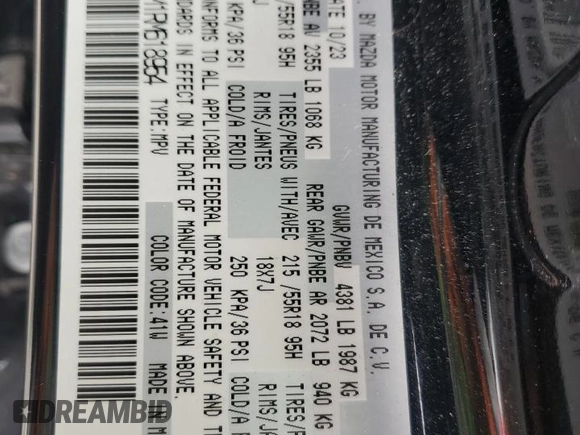 . BY MAZDA MOTOR MANUFACTURING DE MEXICO S.A. DE C.V.
DATE 10/23 GVWR/PNBV 4381 LB 1987 KG
NBE AV 2355 LB 1068 KG REAR GAWR/PNBE AR 2072 LB 940 KG
/55R18 95H TIRES/PNEUS WITH/AVEC 215 /55R18 95H TIRES/P
J RIMS/JANTES 18X7J RIMS/JA
KPA/36 PSI COLD/A FROID 250 KPA/36 PSI COLD/A F
NFORMS TO ALL APPLICABLE FEDERAL MOTOR VEHICLE SAFETY AND T
DARDS IN EFFECT ON THE DATE OF MANUFACTURE SHOWN ABOVE.
M1RM618954 TYPE:MPV COLOR CODE:41W MADE IN M
DREAMBID